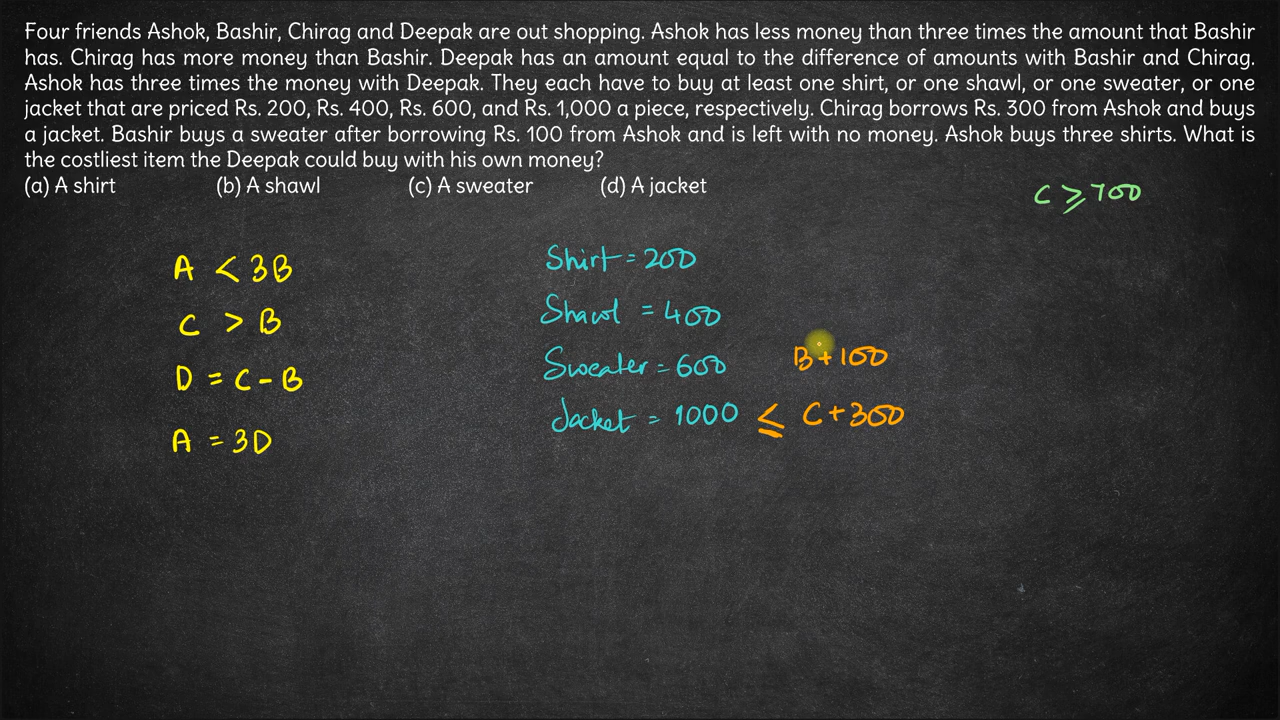 Four friends Ashok, Bashir, Chirag and Deepak are out shopping. Ashok has less money than three times the amount that Bashir
has. Chirag has more money than Bashir. Deepak has an amount equal to the difference of amounts with Bashir and Chirag.
Ashok has three times the money with Deepak. They each have to buy at least one shirt, or one shawl, or one sweater, or one
jacket that are priced Rs. 200, Rs. 400, Rs. 600, and Rs. 1,000 a piece, respectively. Chirag borrows Rs. 300 from Ashok and buys
a jacket. Bashir buys a sweater after borrowing Rs. 100 from Ashok and is left with no money. Ashok buys three shirts. What is
the costliest item the Deepak could buy with his own money?
(a) A shirt (b) A shawl (c) A sweater (d) A jacket
C ≥ 700
A < 3B
C > B
D = C - B
A = 3D
Shirt = 200
Shawl = 400
Sweater = 600 B + 100
Jacket = 1000 ≤ C + 300